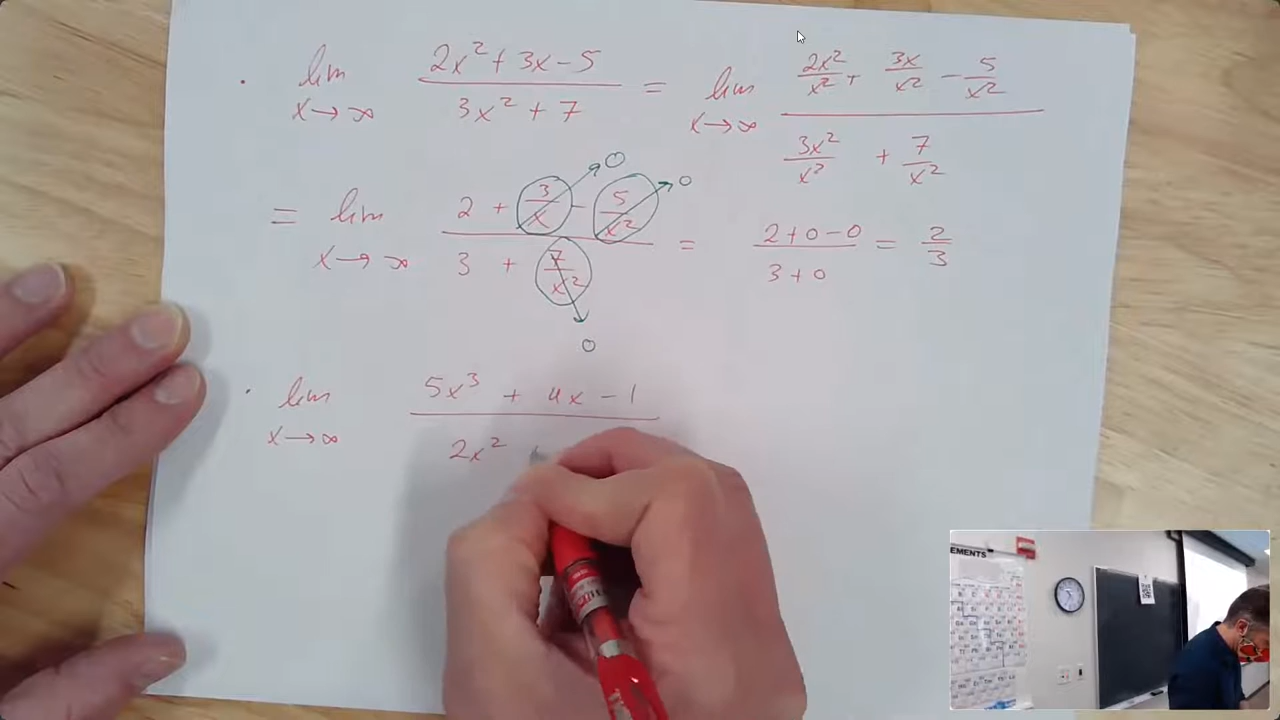 · lim x→∞ (2x² + 3x - 5)/(3x² + 7) = lim x→∞ (2x²/x² + 3x/x² - 5/x²)/(3x²/x² + 7/x²)
= lim x→∞ (2 + 3/x - 5/x²)/(3 + 7/x²) = (2+0-0)/(3+0) = 2/3
0 0
0
· lim x→∞ (5x³ + 4x - 1)/(2x²
EMENTS